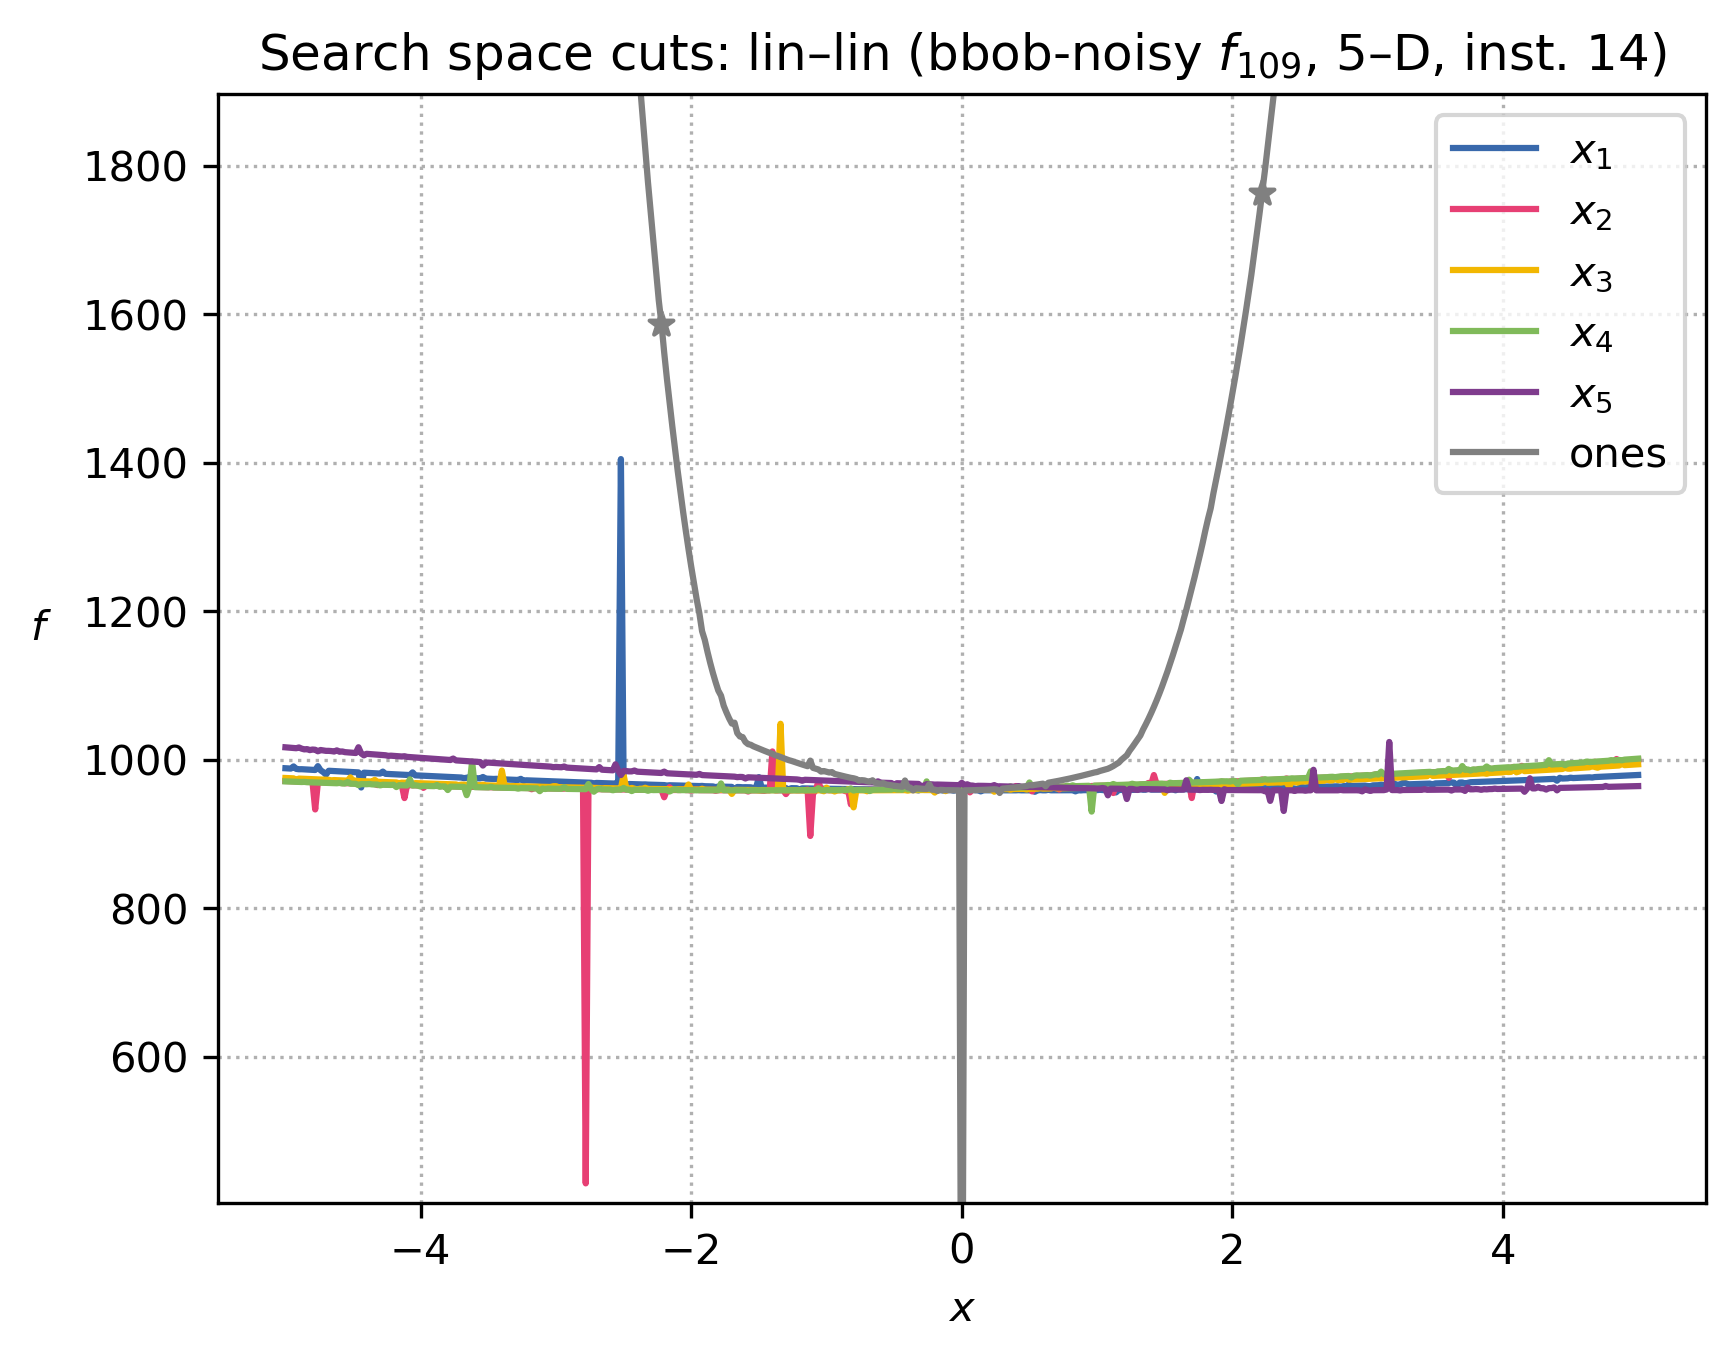 Search space cuts: lin–lin (bbob-noisy f₁₀₉, 5–D, inst. 14)
x₁
x₂
x₃
x₄
x₅
ones
1800
1600
1400
1200
1000
800
600
f
−4
−2
0
2
4
x